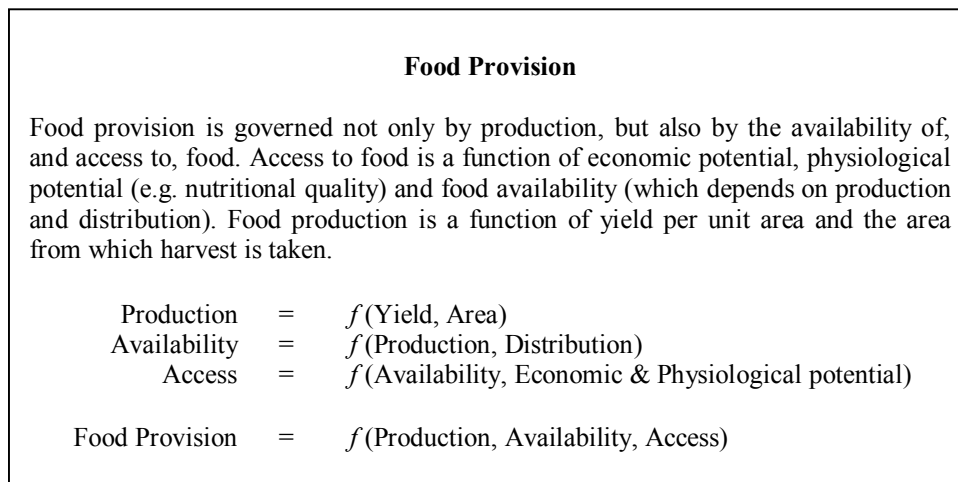 Food Provision
Food provision is governed not only by production, but also by the availability of,
and access to, food. Access to food is a function of economic potential, physiological
potential (e.g. nutritional quality) and food availability (which depends on production
and distribution). Food production is a function of yield per unit area and the area
from which harvest is taken.
Production = f (Yield, Area)
Availability = f (Production, Distribution)
Access = f (Availability, Economic & Physiological potential)
Food Provision = f (Production, Availability, Access)